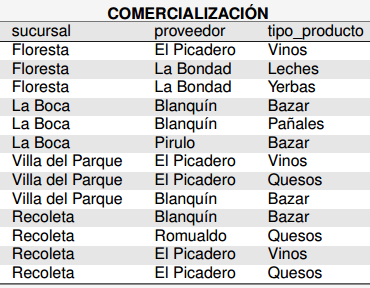 COMERCIALIZACIÓN
sucursal proveedor tipo_producto
Floresta El Picadero Vinos
Floresta La Bondad Leches
Floresta La Bondad Yerbas
La Boca Blanquín Bazar
La Boca Blanquín Pañales
La Boca Pirulo Bazar
Villa del Parque El Picadero Vinos
Villa del Parque El Picadero Quesos
Villa del Parque Blanquín Bazar
Recoleta Blanquín Bazar
Recoleta Romualdo Quesos
Recoleta El Picadero Vinos
Recoleta El Picadero Quesos